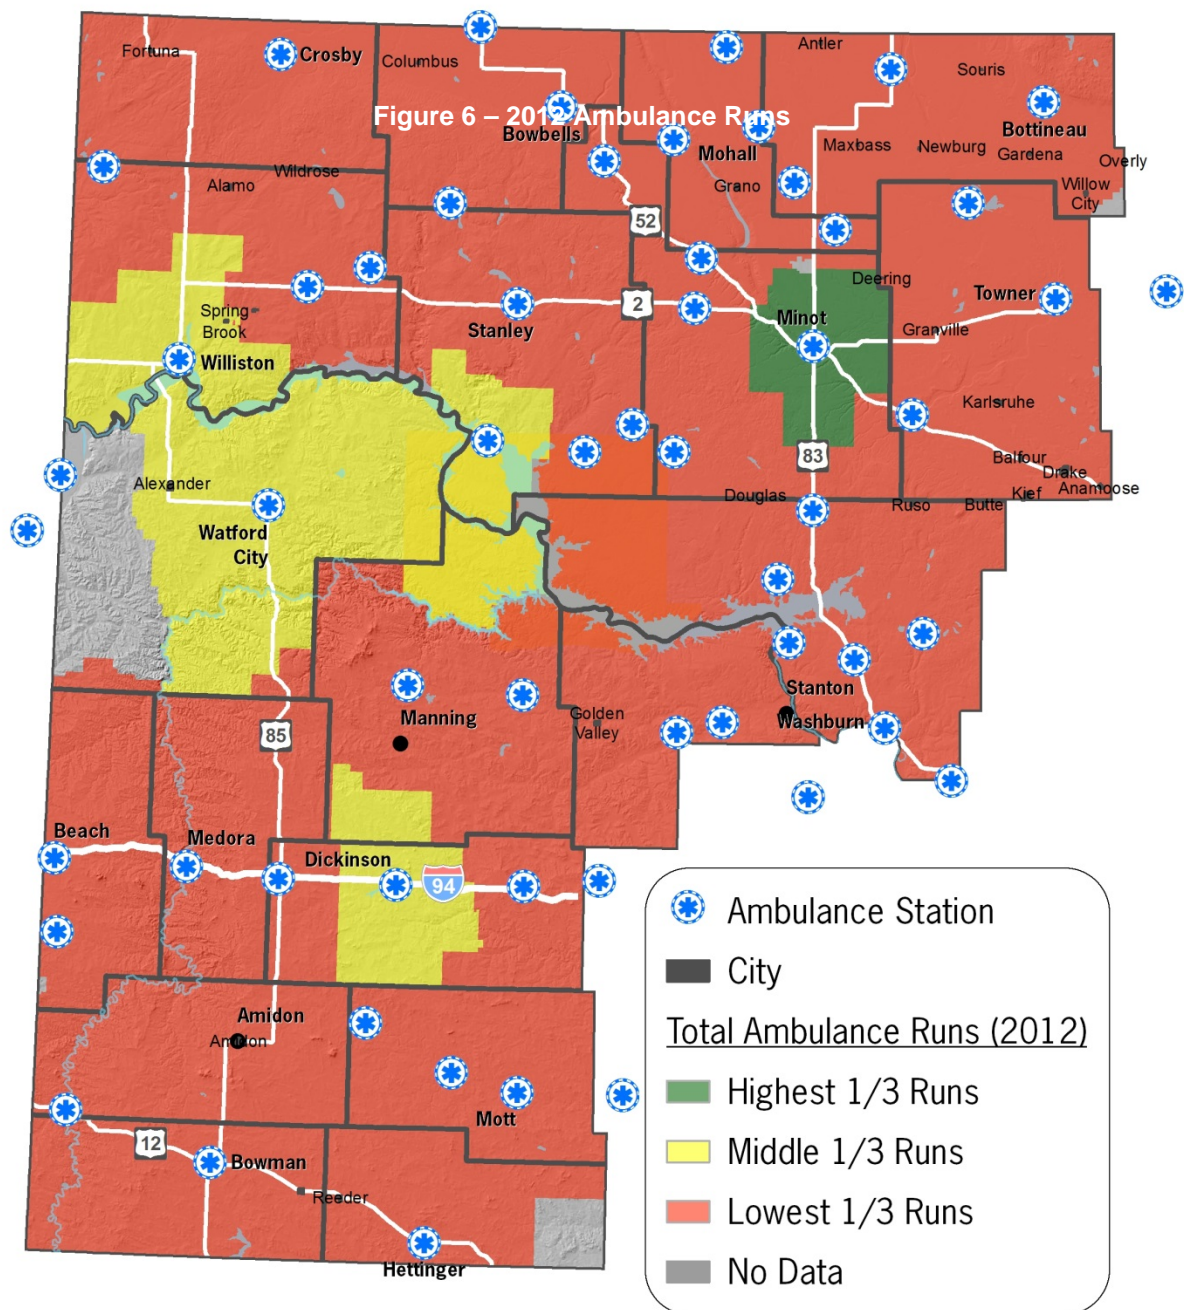 Fortuna
Crosby
Columbus
Antler
Souris
Figure 6 – 2012 Ambulance Runs
Bowbells
Mohall
Bottineau
Maxbass
Newburg
Gardena
Overly
Wildrose
Alamo
Grano
Willow
City
52
Deering
Towner
2
Spring
Brook
Stanley
Minot
Granville
Williston
Karlsruhe
83
Balfour
Drake
Anamoose
Alexander
Douglas
Ruso
Butte
Kief
Watford
City
Stanton
Manning
Golden
Valley
Washburn
85
Beach
Medora
Dickinson
94
Amidon
Amidon
Mott
12
Bowman
Reeder
Hettinger
Ambulance Station
City
Total Ambulance Runs (2012)
Highest 1/3 Runs
Middle 1/3 Runs
Lowest 1/3 Runs
No Data